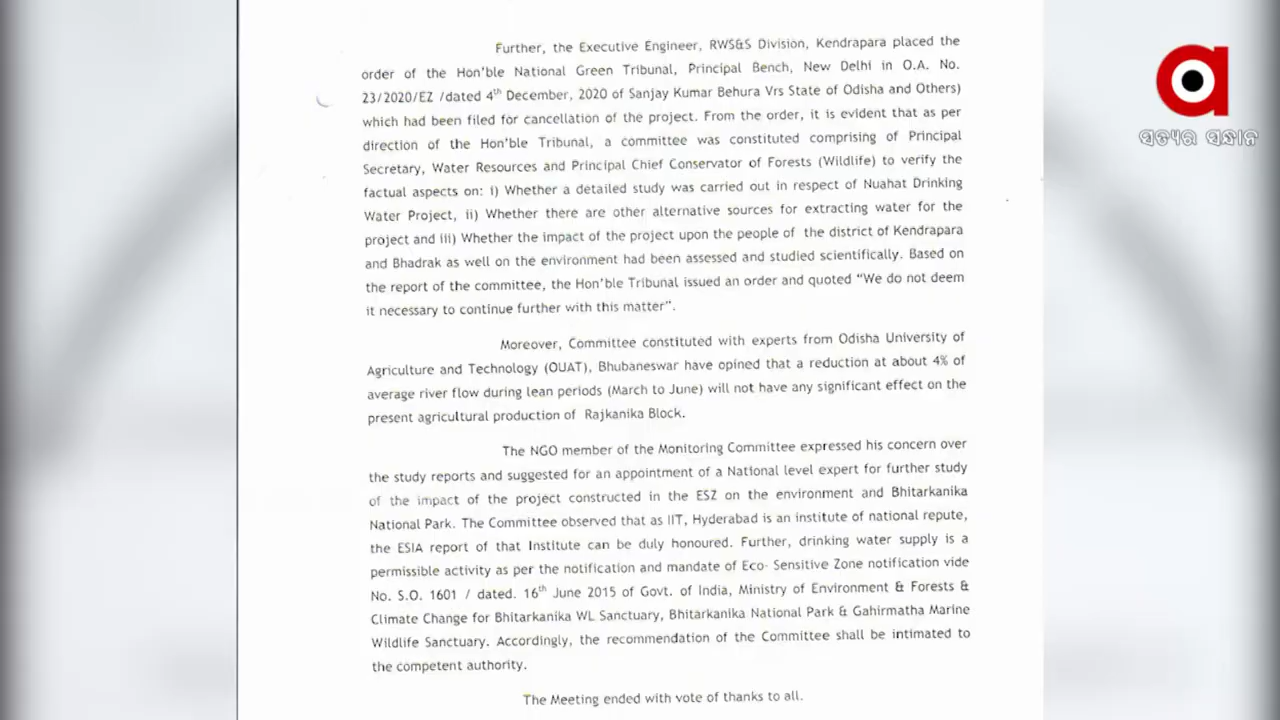 Further, the Executive Engineer, RWS&S Division, Kendrapara placed the
order of the Hon'ble National Green Tribunal, Principal Bench, New Delhi in O.A. No.
23/2020/EZ /dated 4th December, 2020 of Sanjay Kumar Behura Vrs State of Odisha and Others)
which had been filed for cancellation of the project. From the order, it is evident that as per
direction of the Hon'ble Tribunal, a committee was constituted comprising of Principal
Secretary, Water Resources and Principal Chief Conservator of Forests (Wildlife) to verify the
factual aspects on: i) Whether a detailed study was carried out in respect of Nuahat Drinking
Water Project, ii) Whether there are other alternative sources for extracting water for the
project and iii) Whether the impact of the project upon the people of the district of Kendrapara
and Bhadrak as well on the environment had been assessed and studied scientifically. Based on
the report of the committee, the Hon'ble Tribunal issued an order and quoted “We do not deem
it necessary to continue further with this matter”.
Moreover, Committee constituted with experts from Odisha University of
Agriculture and Technology (OUAT), Bhubaneswar have opined that a reduction at about 4% of
average river flow during lean periods (March to June) will not have any significant effect on the
present agricultural production of Rajkanika Block.
The NGO member of the Monitoring Committee expressed his concern over
the study reports and suggested for an appointment of a National level expert for further study
of the impact of the project constructed in the ESZ on the environment and Bhitarkanika
National Park. The Committee observed that as IIT, Hyderabad is an institute of national repute,
the ESIA report of that Institute can be duly honoured. Further, drinking water supply is a
permissible activity as per the notification and mandate of Eco- Sensitive Zone notification vide
No. S.O. 1601 / dated. 16th June 2015 of Govt. of India, Ministry of Environment & Forests &
Climate Change for Bhitarkanika WL Sanctuary, Bhitarkanika National Park & Gahirmatha Marine
Wildlife Sanctuary. Accordingly, the recommendation of the Committee shall be intimated to
the competent authority.
The Meeting ended with vote of thanks to all.
a
ସତ୍ୟର ସନ୍ଧାନ